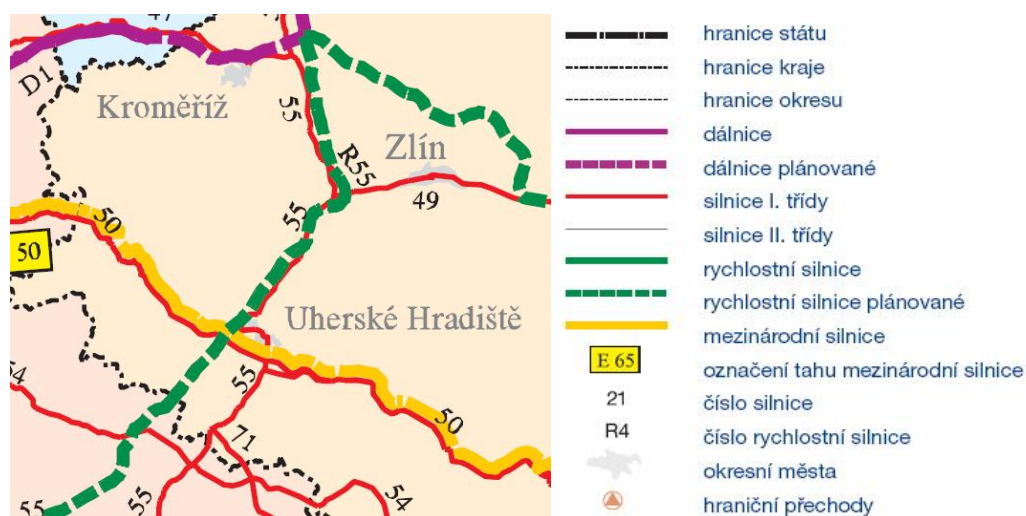 47
D1
Kroměříž
55
R55
Zlín
49
50
55
50
Uherské Hradiště
55
50
54
71
55
54
55
hranice státu
hranice kraje
hranice okresu
dálnice
dálnice plánované
silnice I. třídy
silnice II. třídy
rychlostní silnice
rychlostní silnice plánované
mezinárodní silnice
E 65 označení tahu mezinárodní silnice
21 číslo silnice
R4 číslo rychlostní silnice
okresní města
hraniční přechody